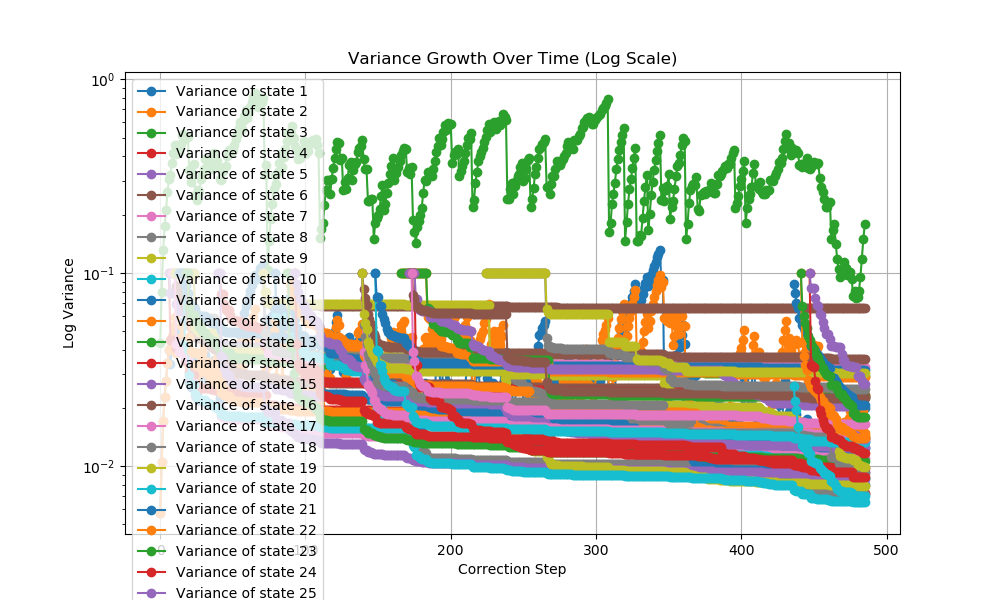 Variance Growth Over Time (Log Scale)
10⁰
10⁻¹
10⁻²
Log Variance
Variance of state 1
Variance of state 2
Variance of state 3
Variance of state 4
Variance of state 5
Variance of state 6
Variance of state 7
Variance of state 8
Variance of state 9
Variance of state 10
Variance of state 11
Variance of state 12
Variance of state 13
Variance of state 14
Variance of state 15
Variance of state 16
Variance of state 17
Variance of state 18
Variance of state 19
Variance of state 20
Variance of state 21
Variance of state 22
Variance of state 23
Variance of state 24
Variance of state 25
200 300 400 500
Correction Step